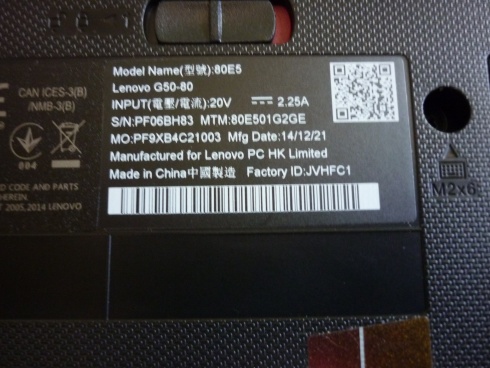 Model Name(型號):80E5
Lenovo G50-80
INPUT(電壓/電流):20V ⎓ 2.25A
S/N:PF06BH83 MTM:80E501G2GE
MO:PF9XB4C21003 Mfg Date:14/12/21
Manufactured for Lenovo PC HK Limited
Made in China中國製造 Factory ID:JVHFC1
CAN ICES-3(B)
/NMB-3(B)
ED CODE AND PARTS
HEREIN.
2005, 2014 LENOVO
M2x6